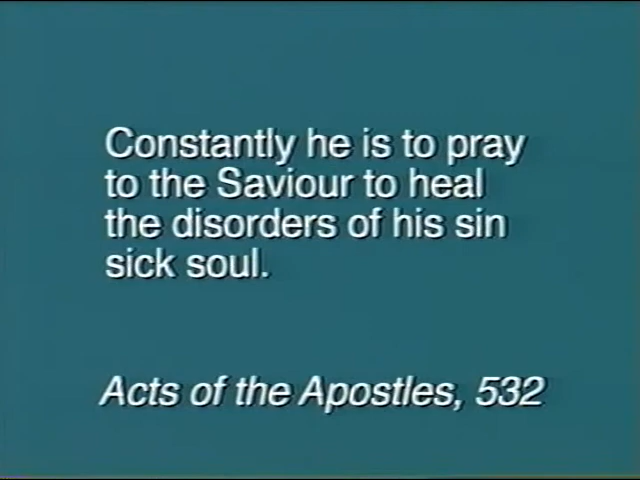 Constantly he is to pray
to the Saviour to heal
the disorders of his sin
sick soul.
Acts of the Apostles, 532